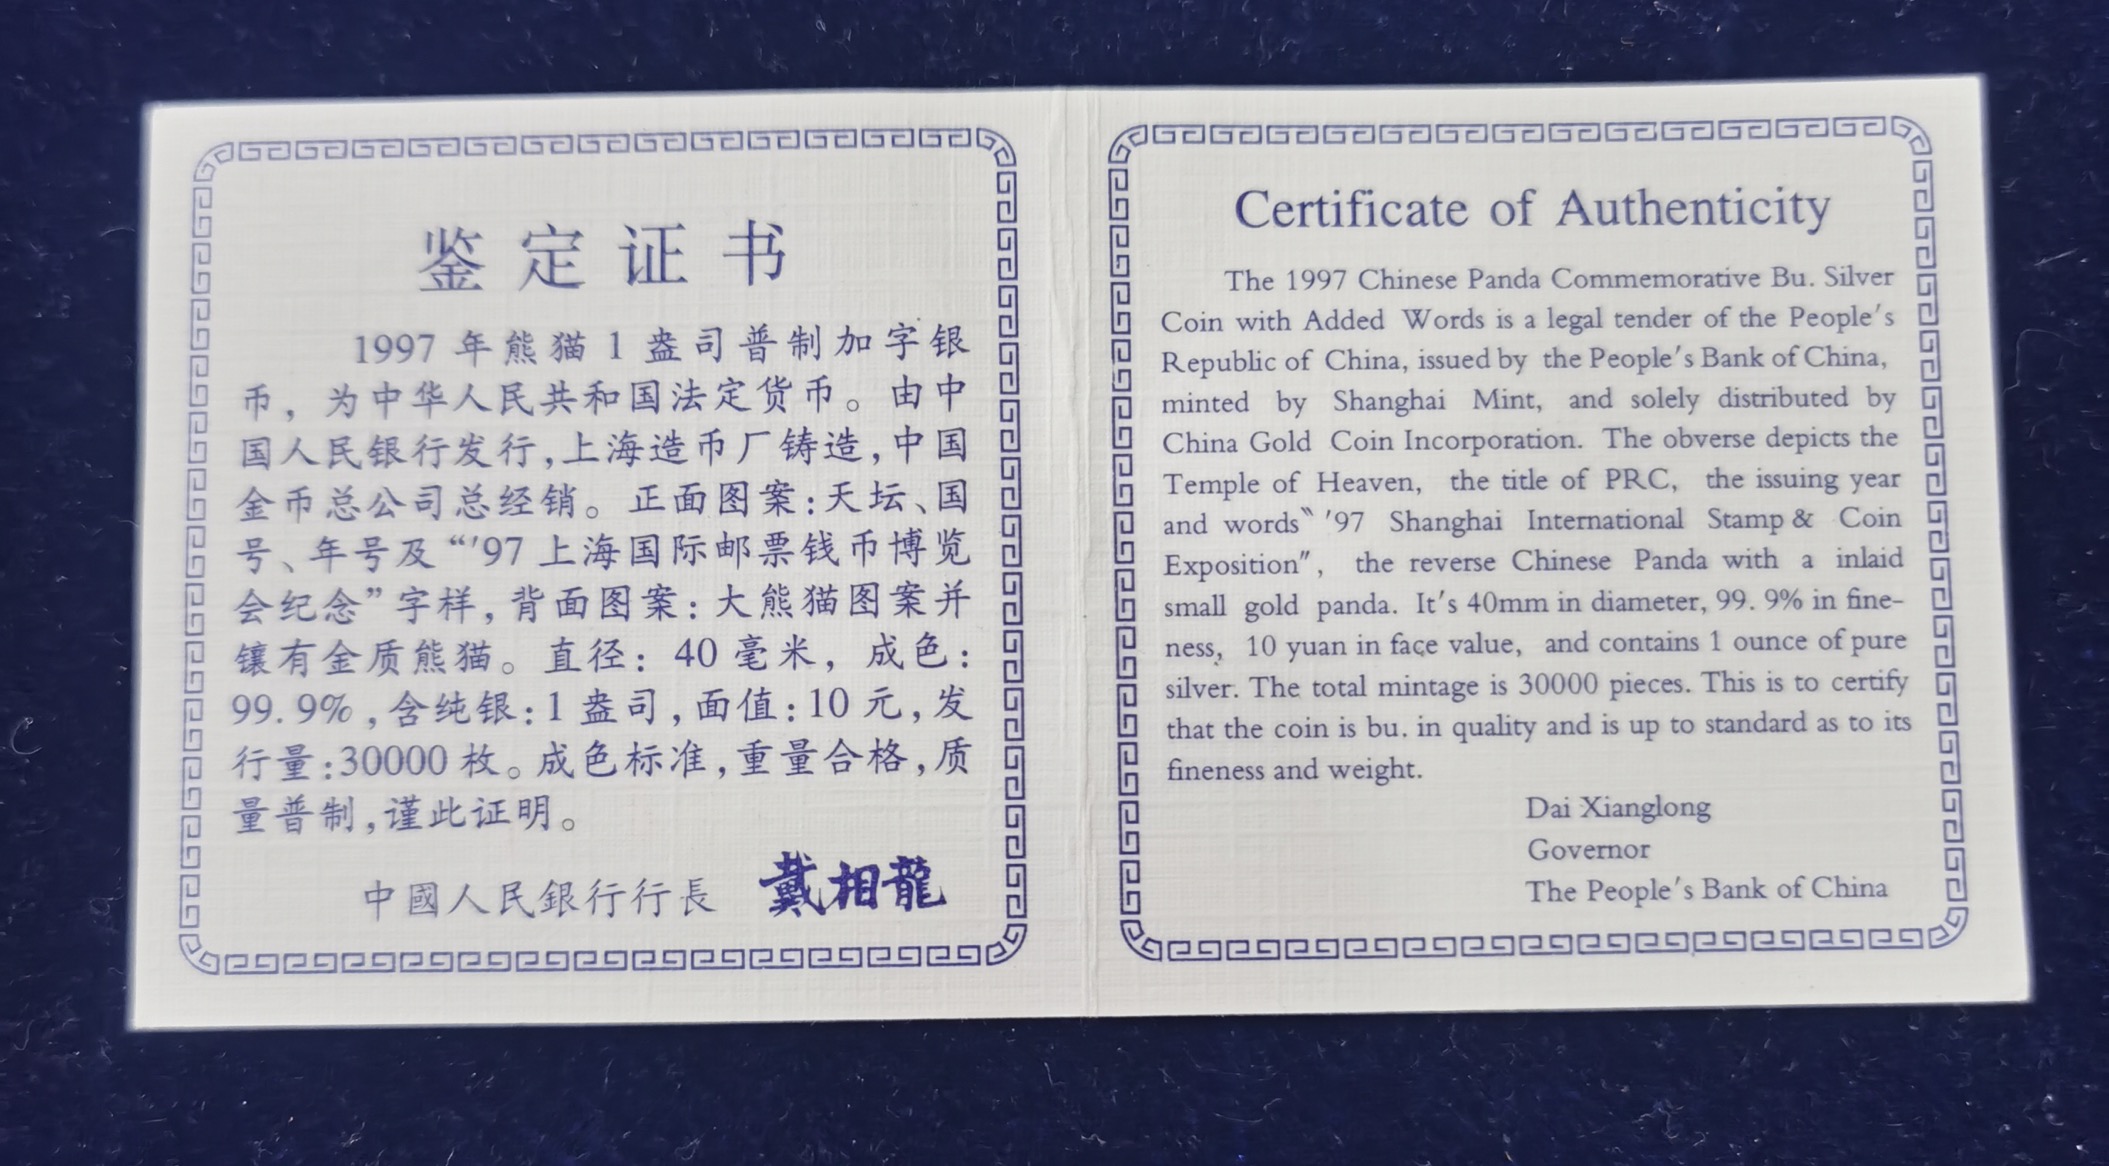 鉴定证书
1997年熊猫1盎司普制加字银
币，为中华人民共和国法定货币。由中
国人民银行发行，上海造币厂铸造，中国
金币总公司总经销。正面图案：天坛、国
号、年号及“'97上海国际邮票钱币博览
会纪念”字样，背面图案：大熊猫图案并
镶有金质熊猫。直径：40毫米，成色：
99.9%，含纯银：1盎司，面值：10元，发
行量：30000枚。成色标准，重量合格，质
量普制，谨此证明。
中國人民銀行行長 戴相龍
Certificate of Authenticity
The 1997 Chinese Panda Commemorative Bu. Silver
Coin with Added Words is a legal tender of the People's
Republic of China, issued by the People's Bank of China,
minted by Shanghai Mint, and solely distributed by
China Gold Coin Incorporation. The obverse depicts the
Temple of Heaven, the title of PRC, the issuing year
and words〝'97 Shanghai International Stamp & Coin
Exposition″, the reverse Chinese Panda with a inlaid
small gold panda. It's 40mm in diameter, 99. 9% in fine-
ness, 10 yuan in face value, and contains 1 ounce of pure
silver. The total mintage is 30000 pieces. This is to certify
that the coin is bu. in quality and is up to standard as to its
fineness and weight.
Dai Xianglong
Governor
The People's Bank of China